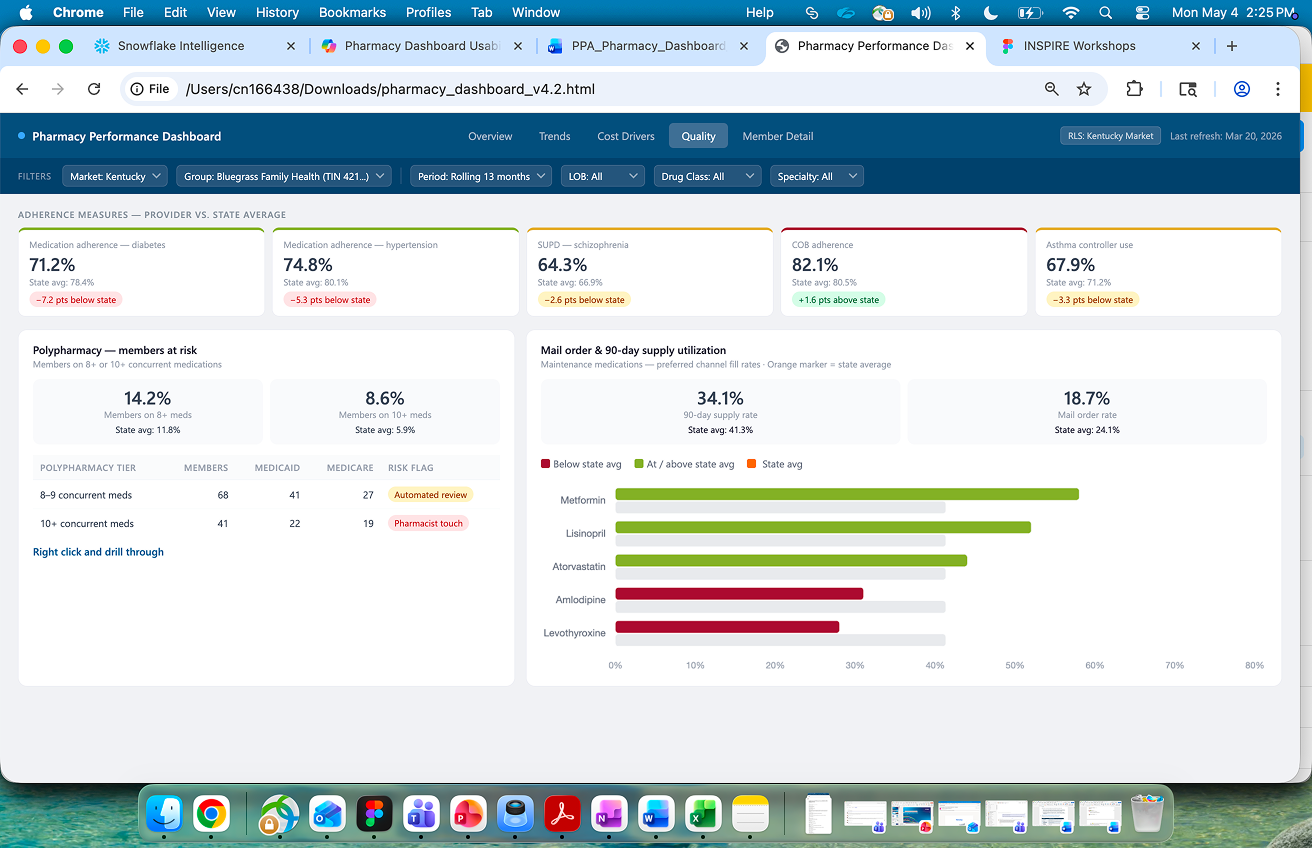 Chrome File Edit View History Bookmarks Profiles Tab Window Help Mon May 4 2:25 PM
Snowflake Intelligence Pharmacy Dashboard Usab PPA_Pharmacy_Dashboard Pharmacy Performance Das INSPIRE Workshops
File /Users/cn166438/Downloads/pharmacy_dashboard_v4.2.html
Pharmacy Performance Dashboard Overview Trends Cost Drivers Quality Member Detail RLS: Kentucky Market Last refresh: Mar 20, 2026
FILTERS Market: Kentucky Group: Bluegrass Family Health (TIN 421...) Period: Rolling 13 months LOB: All Drug Class: All Specialty: All
ADHERENCE MEASURES — PROVIDER VS. STATE AVERAGE
Medication adherence — diabetes
71.2%
State avg: 78.4%
−7.2 pts below state
Medication adherence — hypertension
74.8%
State avg: 80.1%
−5.3 pts below state
SUPD — schizophrenia
64.3%
State avg: 66.9%
−2.6 pts below state
COB adherence
82.1%
State avg: 80.5%
+1.6 pts above state
Asthma controller use
67.9%
State avg: 71.2%
−3.3 pts below state
Polypharmacy — members at risk
Members on 8+ or 10+ concurrent medications
14.2%
Members on 8+ meds
State avg: 11.8%
8.6%
Members on 10+ meds
State avg: 5.9%
POLYPHARMACY TIER MEMBERS MEDICAID MEDICARE RISK FLAG
8–9 concurrent meds 68 41 27 Automated review
10+ concurrent meds 41 22 19 Pharmacist touch
Right click and drill through
Mail order & 90-day supply utilization
Maintenance medications — preferred channel fill rates · Orange marker = state average
34.1%
90-day supply rate
State avg: 41.3%
18.7%
Mail order rate
State avg: 24.1%
Below state avg At / above state avg State avg
Metformin
Lisinopril
Atorvastatin
Amlodipine
Levothyroxine
0% 10% 20% 30% 40% 50% 60% 70% 80%